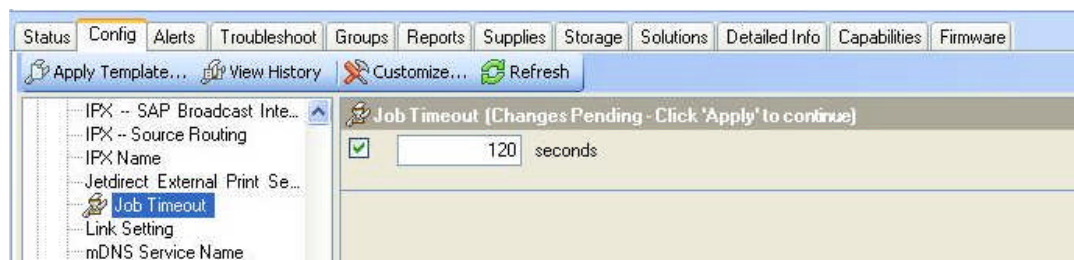 Status Config Alerts Troubleshoot Groups Reports Supplies Storage Solutions Detailed Info Capabilities Firmware
Apply Template... View History Customize... Refresh
IPX -- SAP Broadcast Inte...
IPX -- Source Routing
IPX Name
Jetdirect External Print Se...
Job Timeout
Link Setting
mDNS Service Name
Job Timeout (Changes Pending - Click 'Apply' to continue)
120 seconds